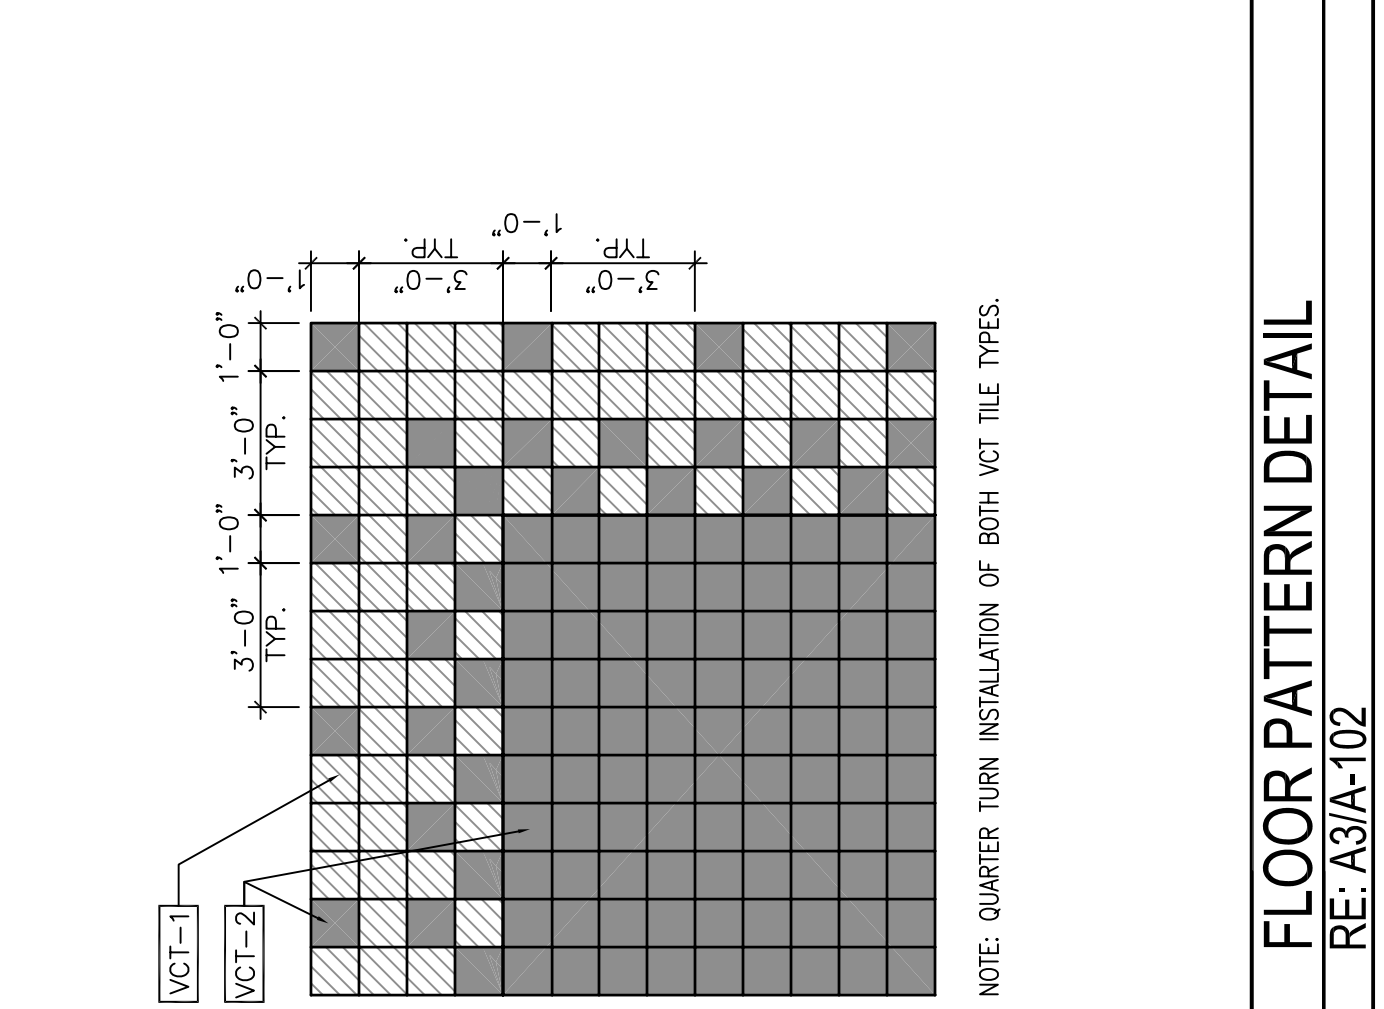 1'-0"
TYP.
3'-0"
1'-0"
TYP.
3'-0"
1'-0"
3'-0"
TYP.
1'-0"
3'-0"
TYP.
VCT-1
VCT-2
NOTE: QUARTER TURN INSTALLATION OF BOTH VCT TILE TYPES.
FLOOR PATTERN DETAIL
RE: A3/A-102